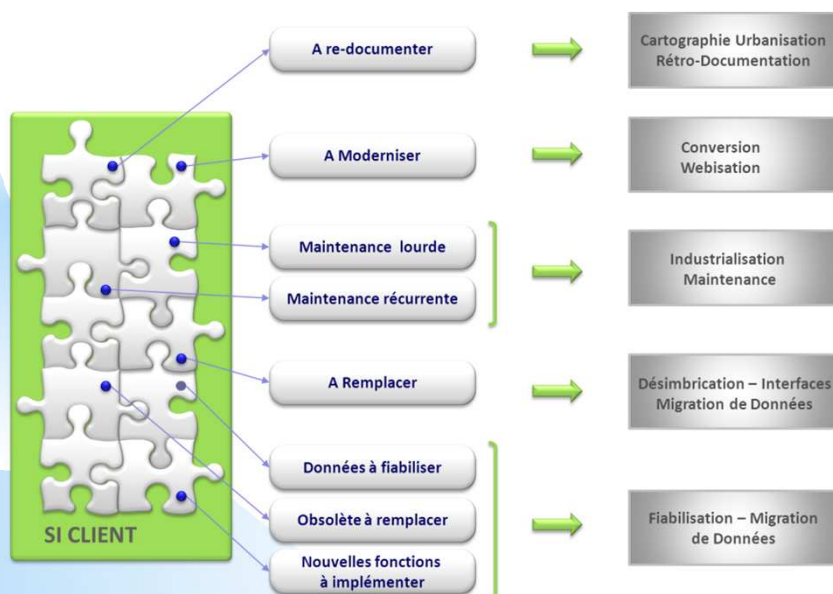 A re-documenter
Cartographie Urbanisation
Rétro-Documentation
A Moderniser
Conversion
Webisation
Maintenance lourde
Maintenance récurrente
Industrialisation
Maintenance
A Remplacer
Désimbrication – Interfaces
Migration de Données
Données à fiabiliser
Obsolète à remplacer
Nouvelles fonctions
à implémenter
Fiabilisation – Migration
de Données
SI CLIENT